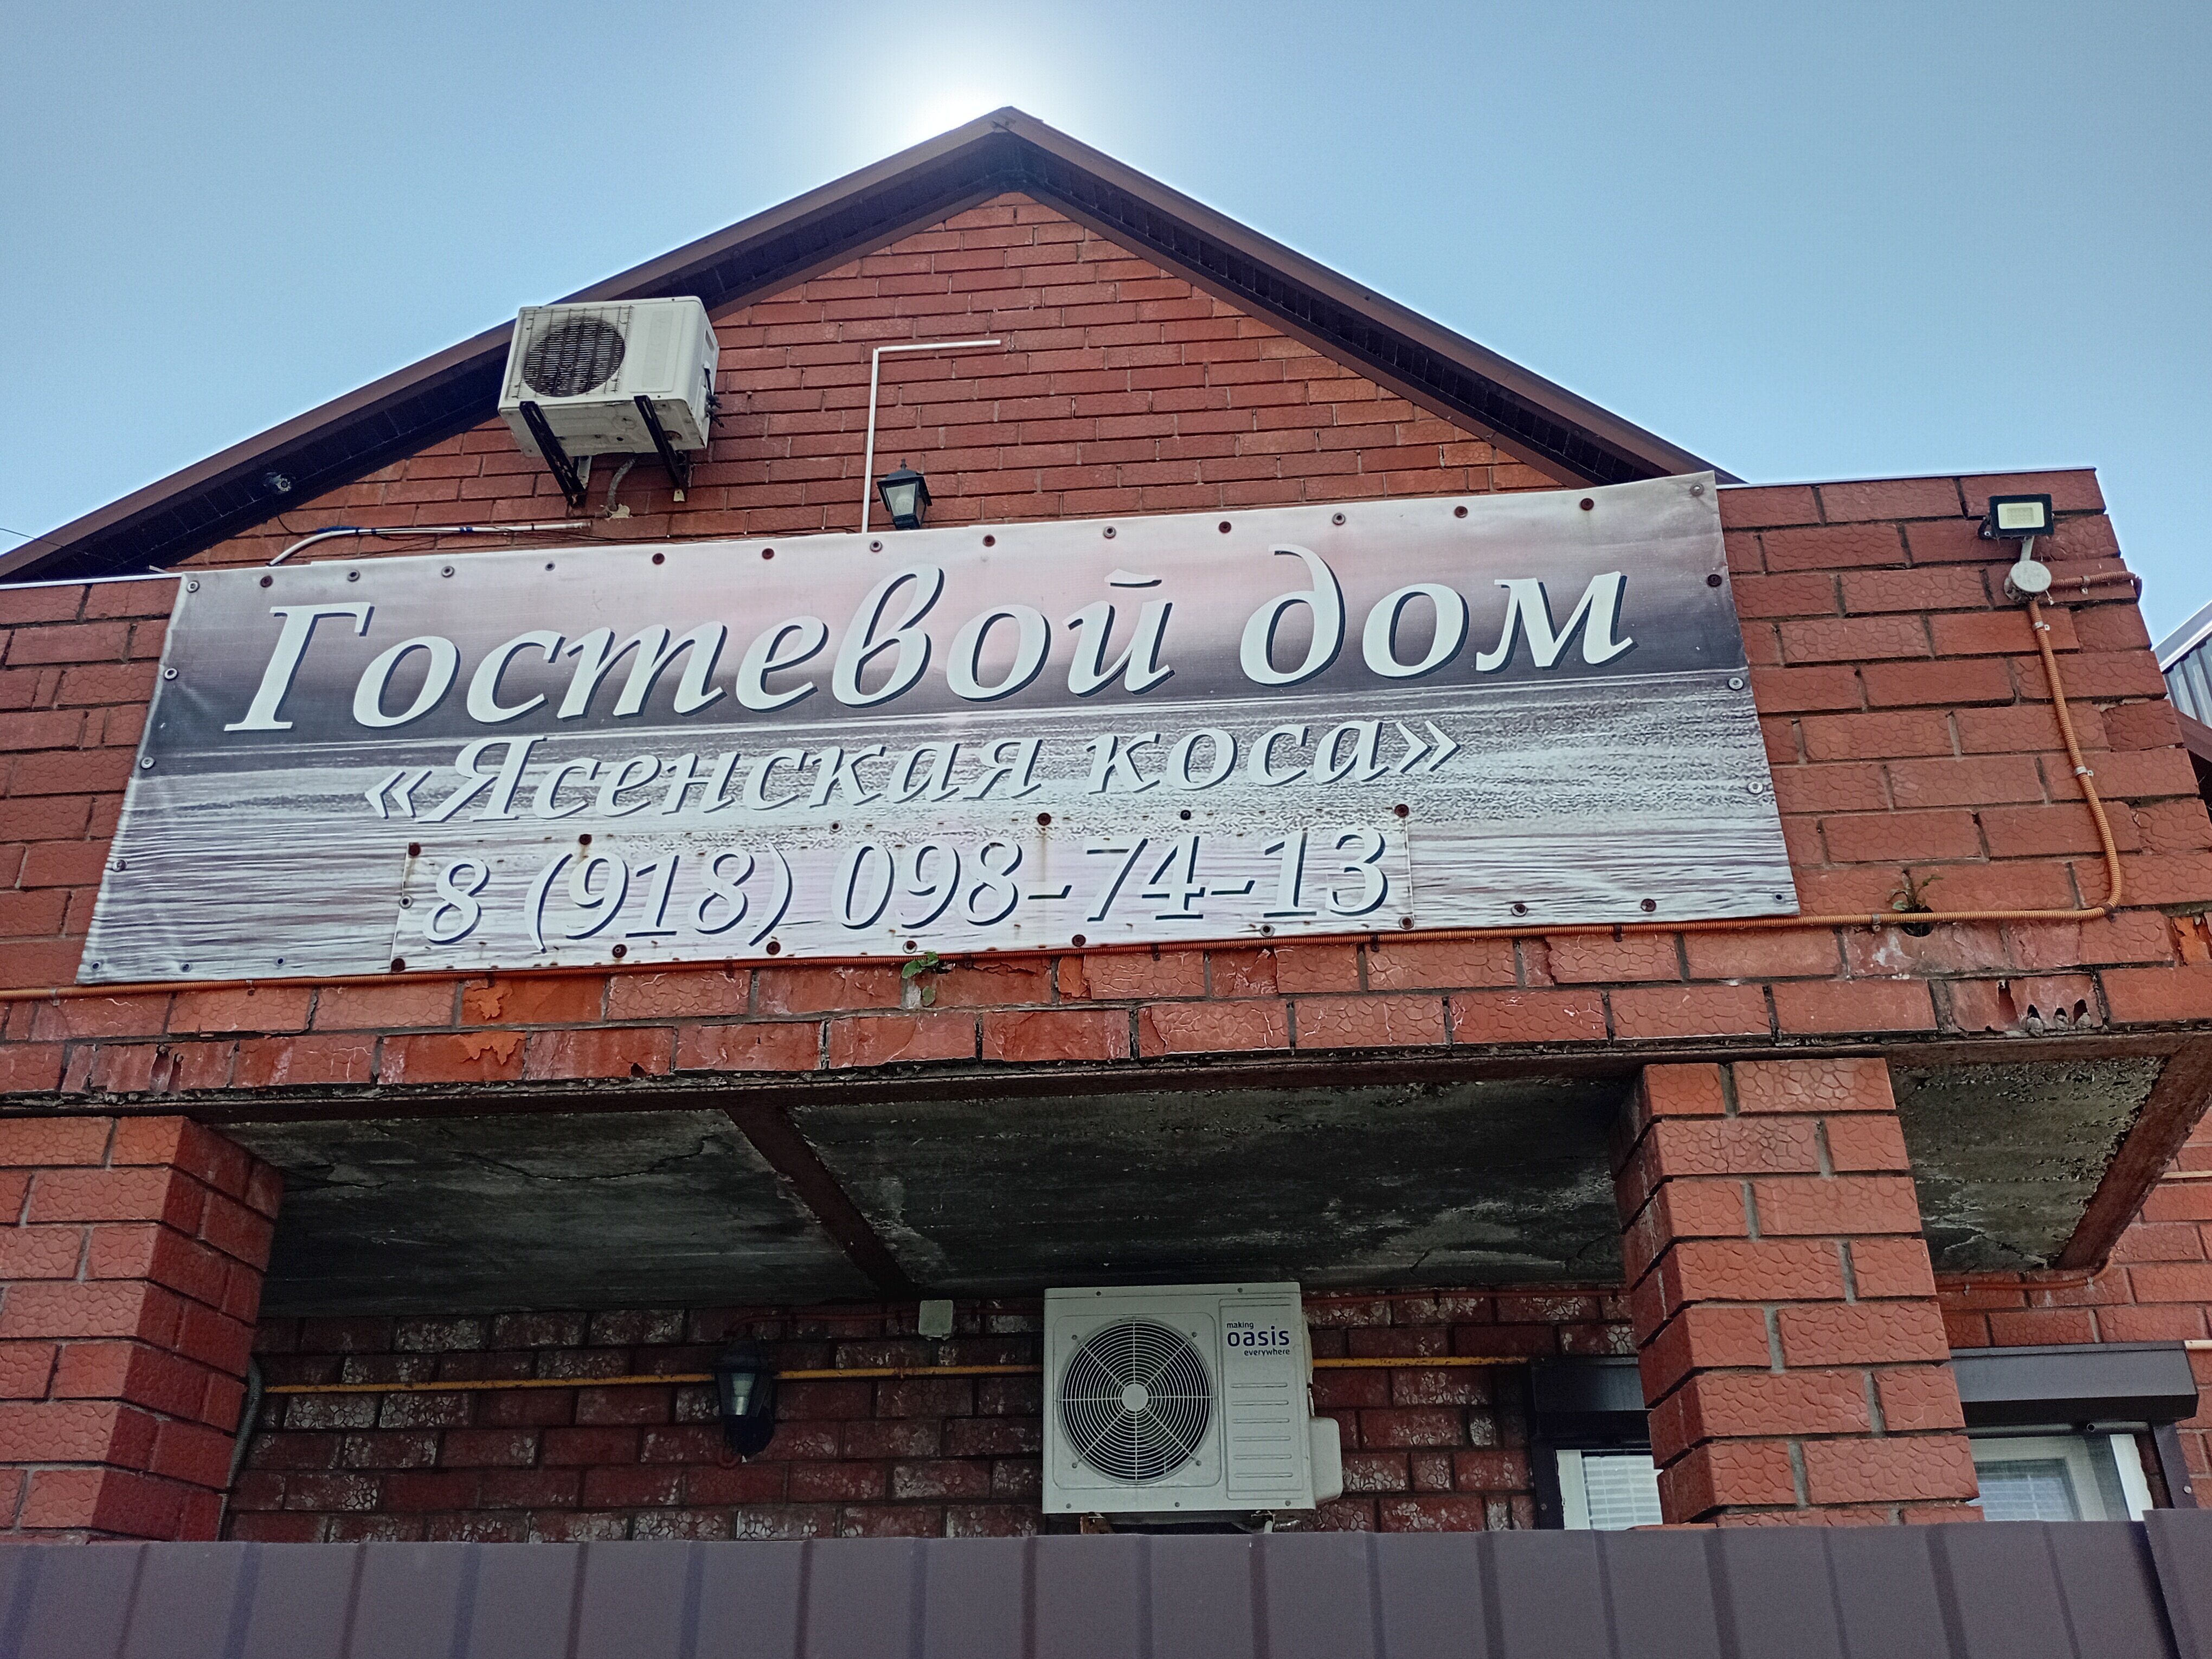 Гостевой дом
«Ясенская коса»
8 (918) 098-74-13
making
oasis
everywhere